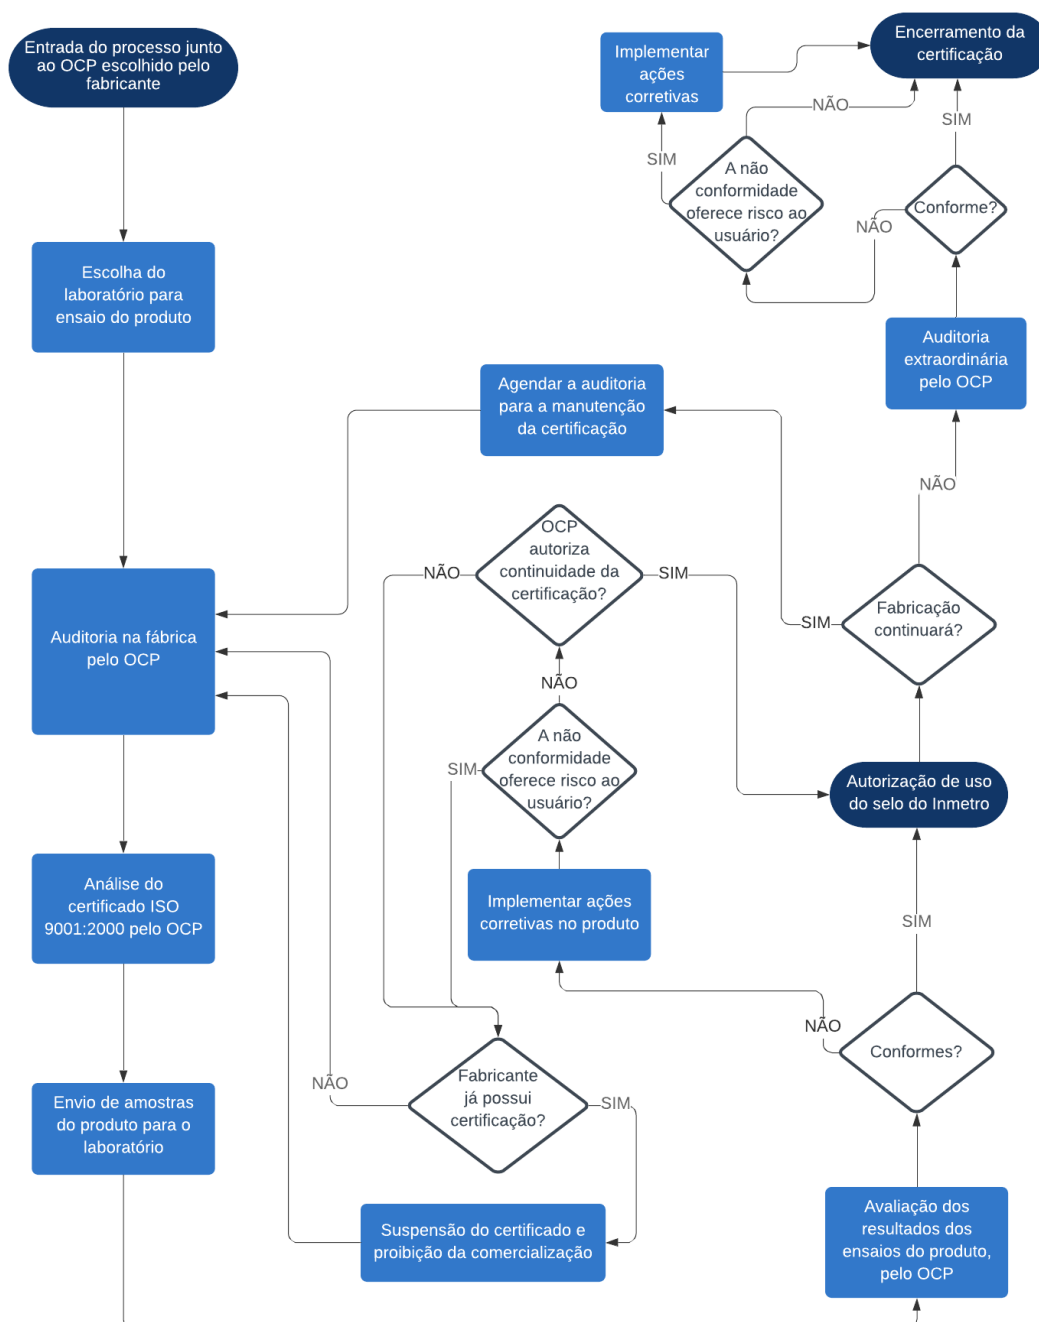 Entrada do processo junto
ao OCP escolhido pelo
fabricante
Escolha do
laboratório para
ensaio do produto
Auditoria na fábrica
pelo OCP
Análise do
certificado ISO
9001:2000 pelo OCP
Envio de amostras
do produto para o
laboratório
Avaliação dos
resultados dos
ensaios do produto,
pelo OCP
Conformes?
SIM
NÃO
Autorização de uso
do selo do Inmetro
Implementar ações
corretivas no produto
A não
conformidade
oferece risco ao
usuário?
SIM
NÃO
OCP
autoriza
continuidade da
certificação?
NÃO
SIM
Fabricante
já possui
certificação?
NÃO
SIM
Suspensão do certificado e
proibição da comercialização
Fabricação
continuará?
SIM
NÃO
Agendar a auditoria
para a manutenção
da certificação
Auditoria
extraordinária
pelo OCP
Conforme?
SIM
NÃO
A não
conformidade
oferece risco ao
usuário?
SIM
NÃO
Implementar
ações
corretivas
Encerramento da
certificação